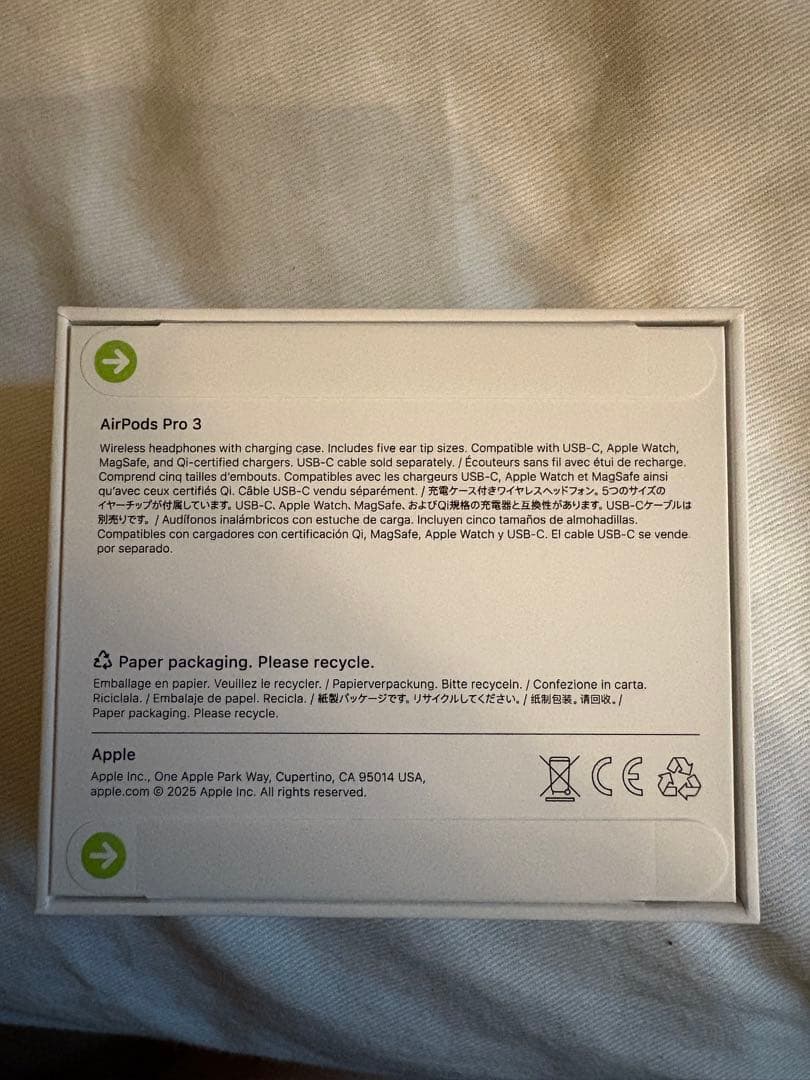 AirPods Pro 3
Wireless headphones with charging case. Includes five ear tip sizes. Compatible with USB-C, Apple Watch,
MagSafe, and Qi-certified chargers. USB-C cable sold separately. / Écouteurs sans fil avec étui de recharge.
Comprend cinq tailles d'embouts. Compatibles avec les chargeurs USB-C, Apple Watch et MagSafe ainsi
qu'avec ceux certifiés Qi. Câble USB-C vendu séparément. / 充電ケース付きワイヤレスヘッドフォン。5つのサイズの
イヤーチップが付属しています。USB-C、Apple Watch、MagSafe、およびQi規格の充電器と互換性があります。USB-Cケーブルは
別売りです。 / Audífonos inalámbricos con estuche de carga. Incluyen cinco tamaños de almohadillas.
Compatibles con cargadores con certificación Qi, MagSafe, Apple Watch y USB-C. El cable USB-C se vende
por separado.
Paper packaging. Please recycle.
Emballage en papier. Veuillez le recycler. / Papierverpackung. Bitte recyceln. / Confezione in carta.
Riciclala. / Embalaje de papel. Recicla. / 紙製パッケージです。リサイクルしてください。 / 纸制包装。请回收。 /
Paper packaging. Please recycle.
Apple
Apple Inc., One Apple Park Way, Cupertino, CA 95014 USA,
apple.com © 2025 Apple Inc. All rights reserved.
CE